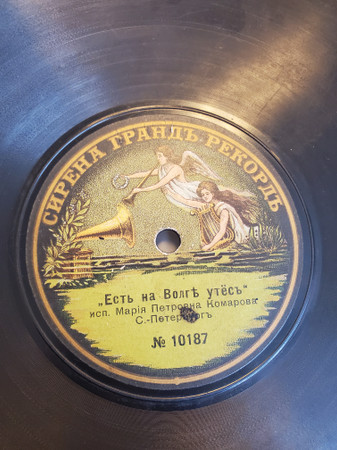 СИРЕНА ГРАНДЪ-РЕКОРДЪ
„Есть на Волгѣ утёсъ"
исп. Марія Петровна Комарова
С.-Петербургъ
№ 10187